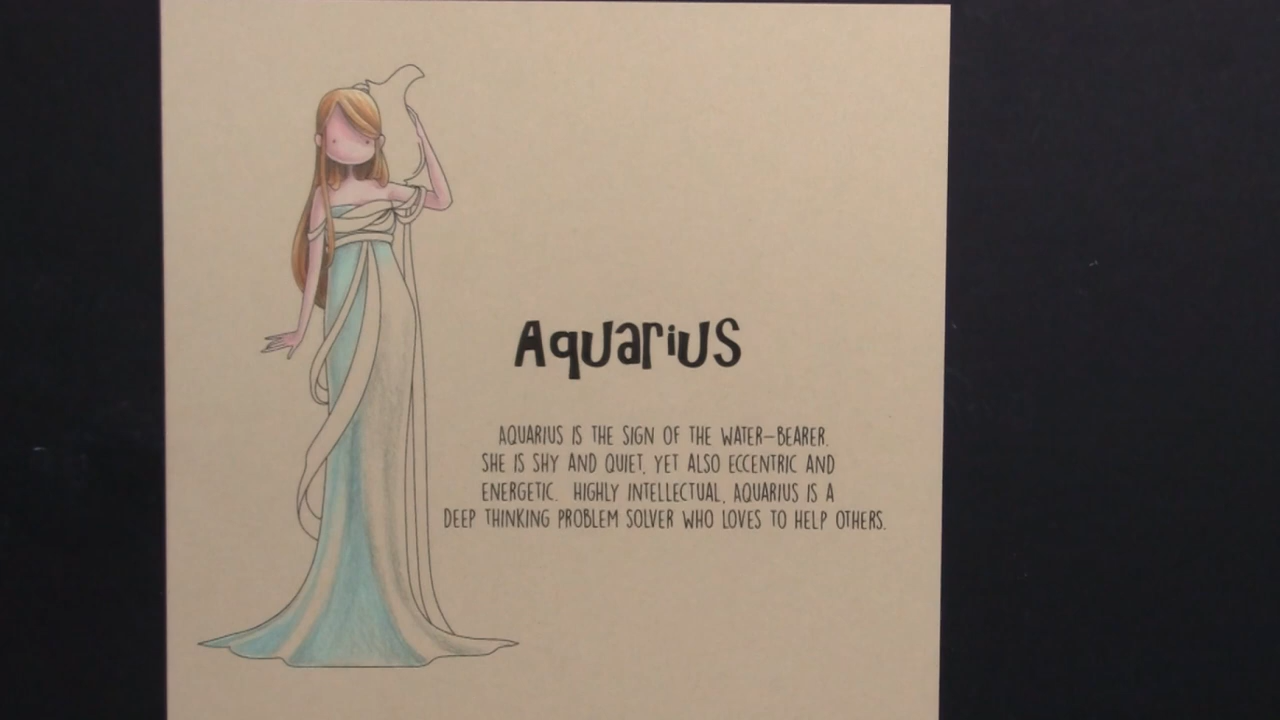 Aquarius
AQUARIUS IS THE SIGN OF THE WATER-BEARER.
SHE IS SHY AND QUIET, YET ALSO ECCENTRIC AND
ENERGETIC. HIGHLY INTELLECTUAL, AQUARIUS IS A
DEEP THINKING PROBLEM SOLVER WHO LOVES TO HELP OTHERS.